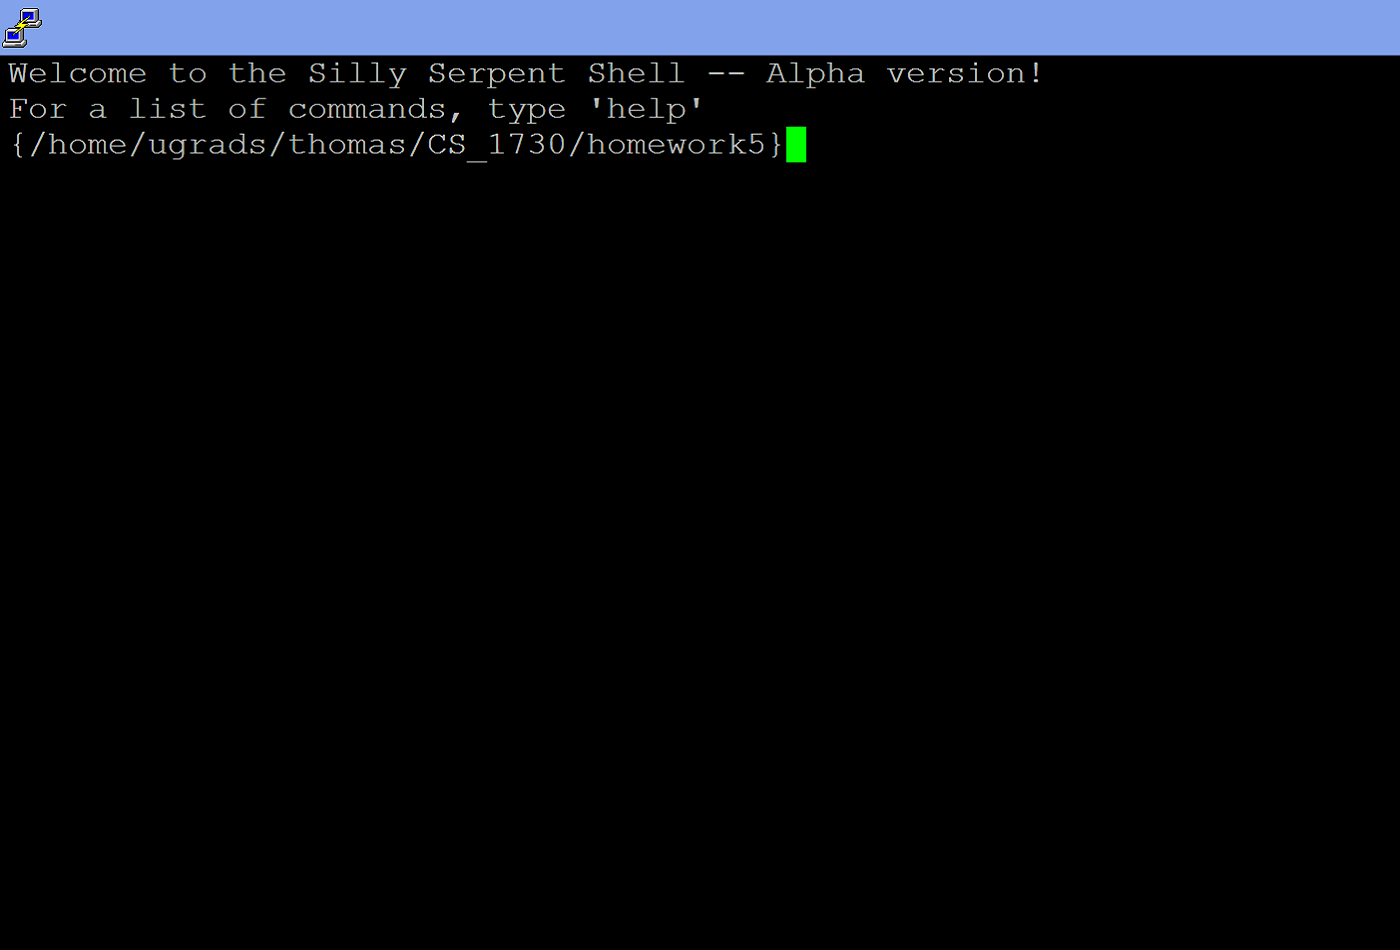 Welcome to the Silly Serpent Shell -- Alpha version!
For a list of commands, type 'help'
{/home/ugrads/thomas/CS_1730/homework5}